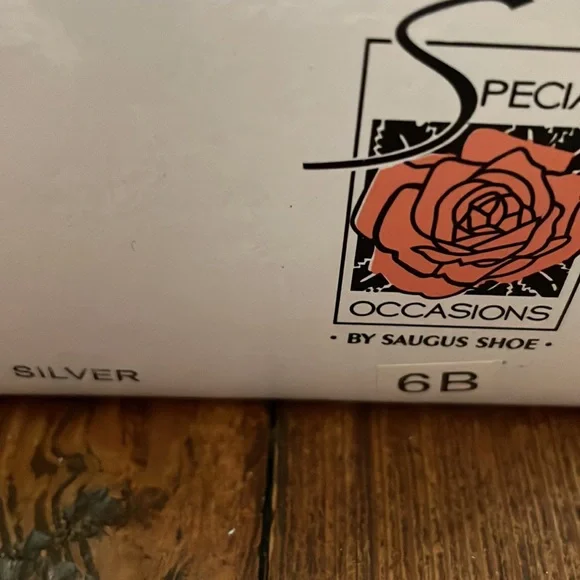 SPECIA
OCCASIONS
• BY SAUGUS SHOE •
SILVER
6B